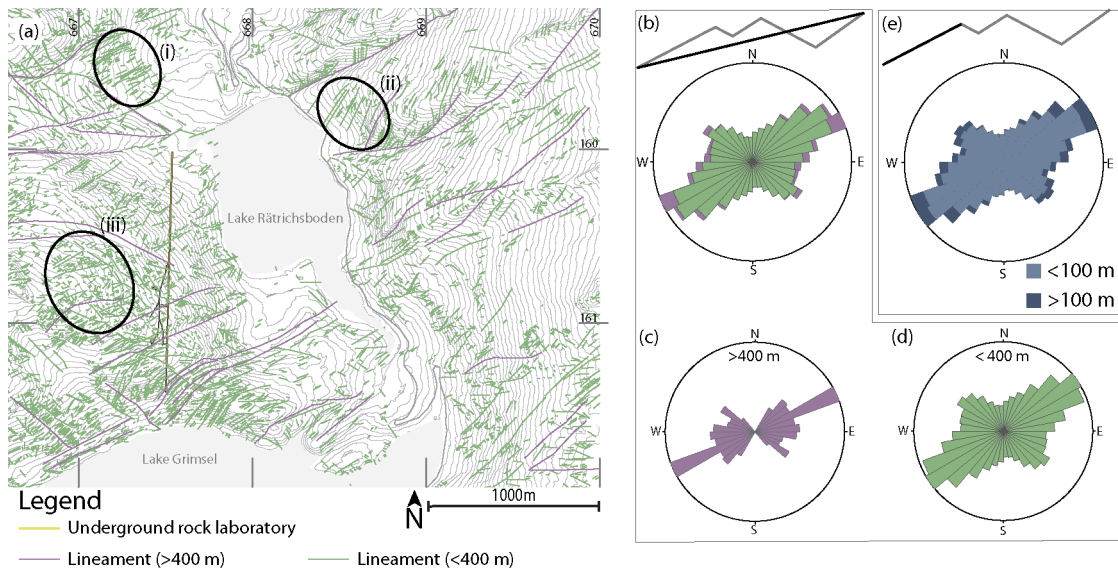 (a)
667
668
669
670
(i)
(ii)
160
Lake Rätrichsboden
(iii)
161
Lake Grimsel
Legend
N
1000m
Underground rock laboratory
Lineament (>400 m)
Lineament (<400 m)
(b)
N
W
E
S
(e)
N
W
E
S
<100 m
>100 m
(c)
N
>400 m
W
E
S
(d)
N
< 400 m
W
E
S